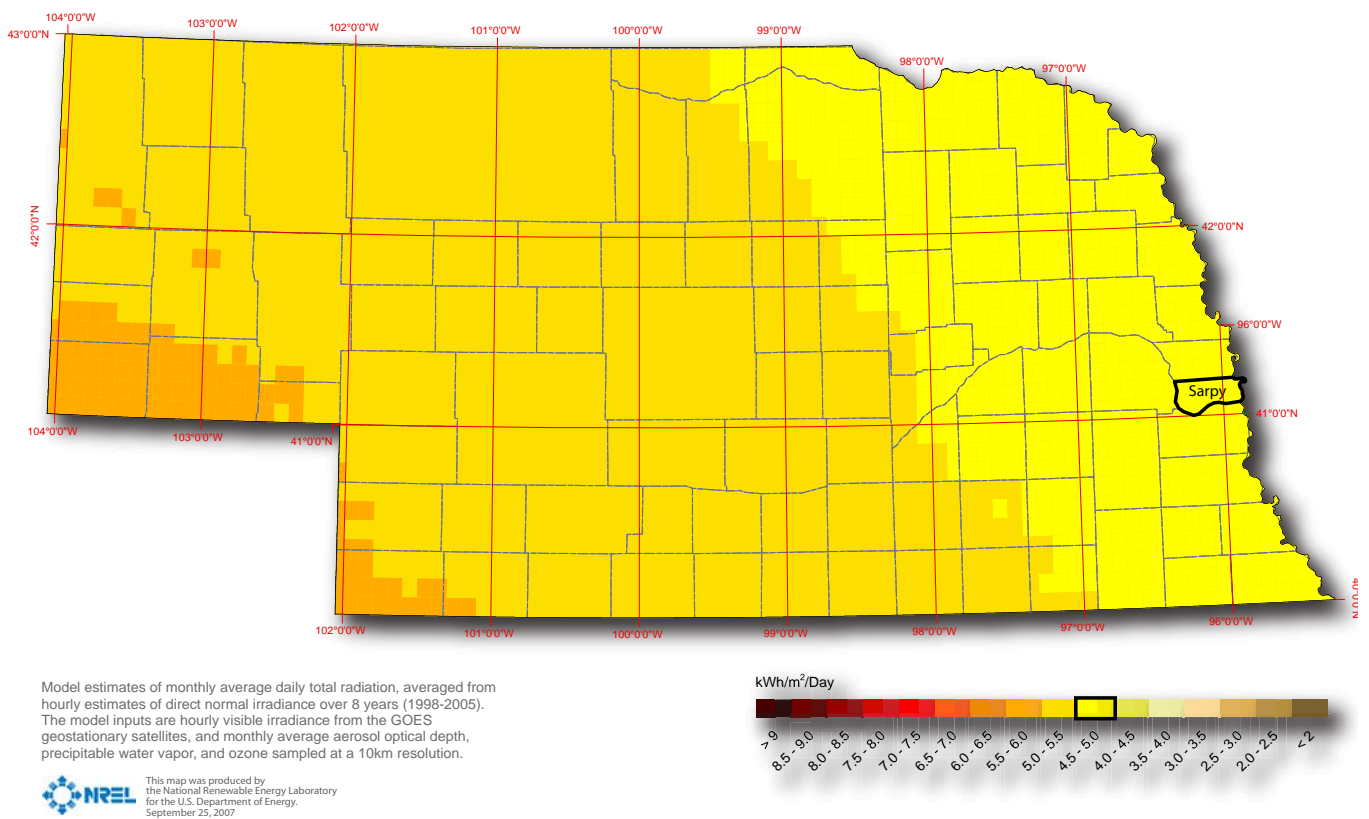 104°0'0"W
103°0'0"W
102°0'0"W
101°0'0"W
100°0'0"W
99°0'0"W
98°0'0"W
97°0'0"W
43°0'0"N
42°0'0"N
42°0'0"N
96°0'0"W
Sarpy
41°0'0"N
104°0'0"W
103°0'0"W
41°0'0"N
40°0'0"N
102°0'0"W
101°0'0"W
100°0'0"W
99°0'0"W
98°0'0"W
97°0'0"W
96°0'0"W
Model estimates of monthly average daily total radiation, averaged from
hourly estimates of direct normal irradiance over 8 years (1998-2005).
The model inputs are hourly visible irradiance from the GOES
geostationary satellites, and monthly average aerosol optical depth,
precipitable water vapor, and ozone sampled at a 10km resolution.
NREL
This map was produced by
the National Renewable Energy Laboratory
for the U.S. Department of Energy.
September 25, 2007
kWh/m²/Day
> 9
8.5 - 9.0
8.0 - 8.5
7.5 - 8.0
7.0 - 7.5
6.5 - 7.0
6.0 - 6.5
5.5 - 6.0
5.0 - 5.5
4.5 - 5.0
4.0 - 4.5
3.5 - 4.0
3.0 - 3.5
2.5 - 3.0
2.0 - 2.5
< 2